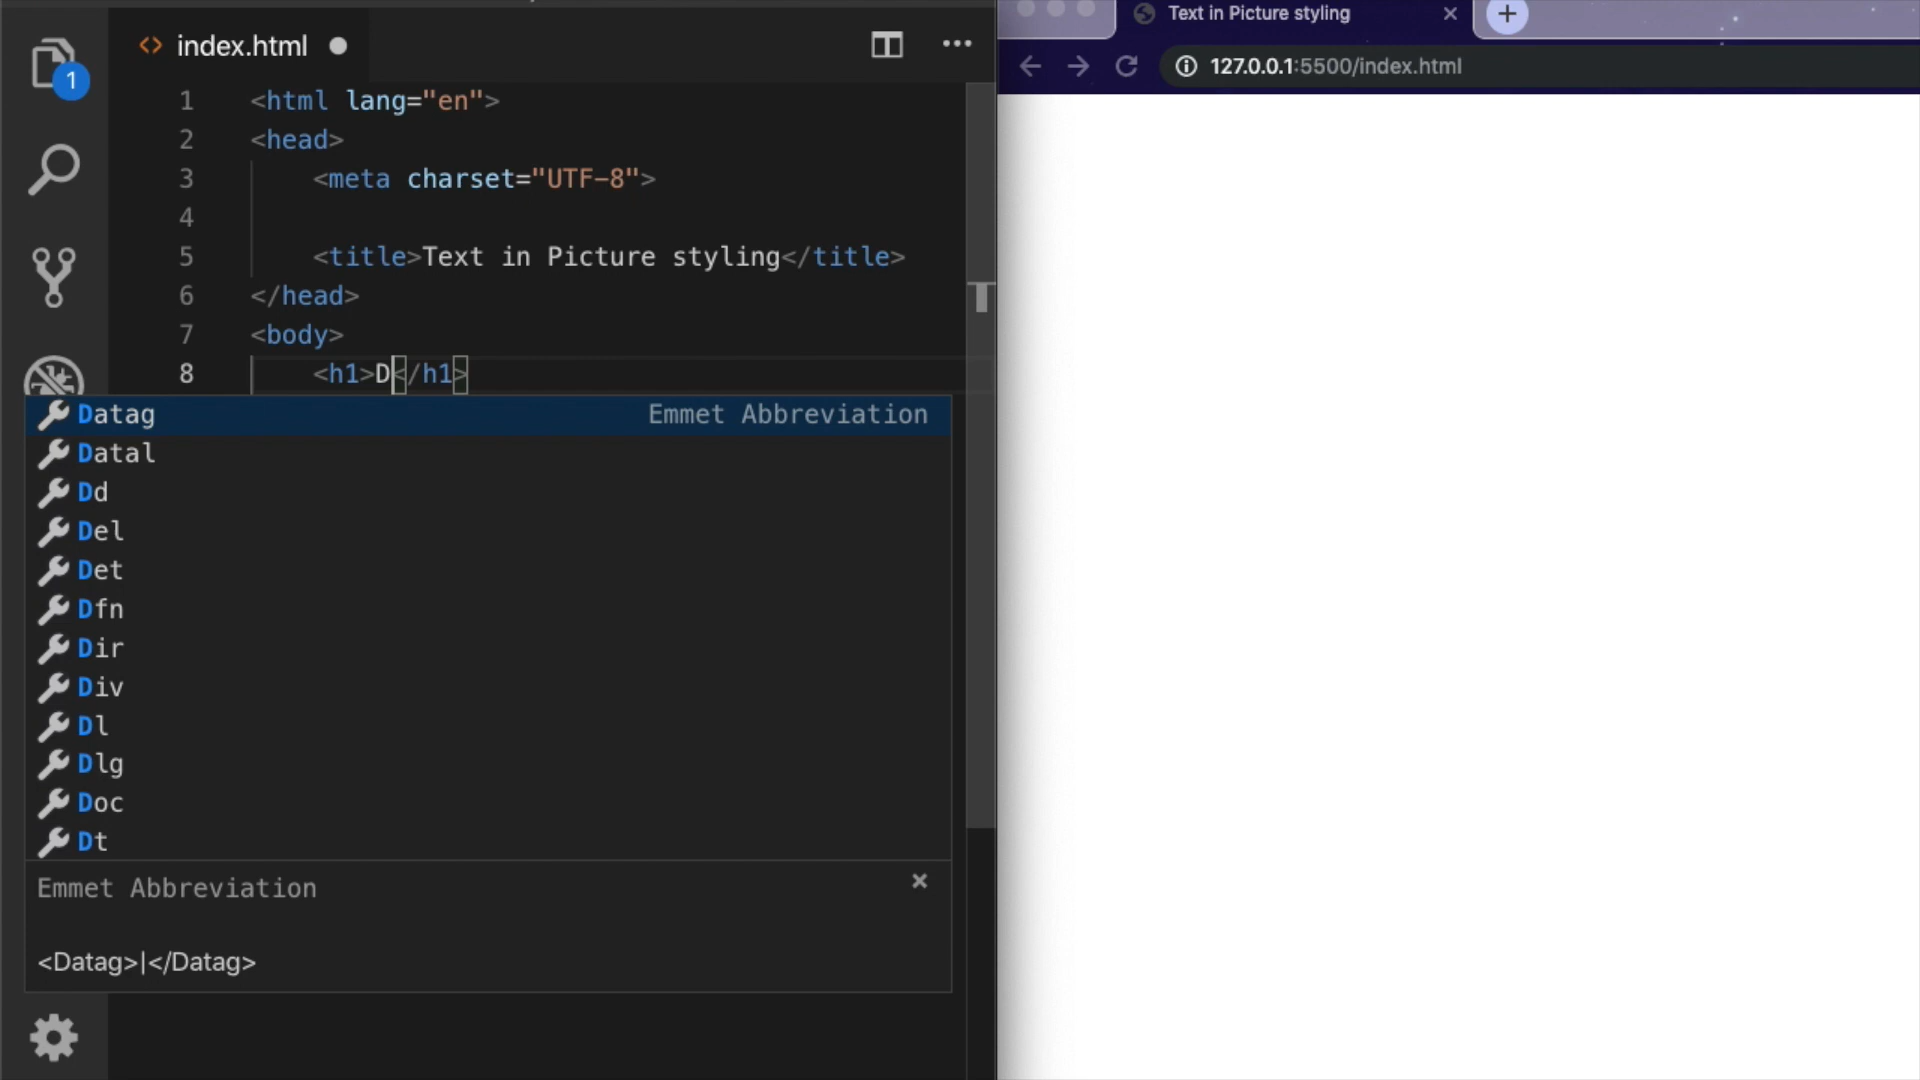 index.html
1
1 <html lang="en">
2 <head>
3 <meta charset="UTF-8">
4
5 <title>Text in Picture styling</title>
6 </head>
7 <body>
8 <h1>D</h1>
Datag Emmet Abbreviation
Datal
Dd
Del
Det
Dfn
Dir
Div
Dl
Dlg
Doc
Dt
Emmet Abbreviation
<Datag>|</Datag>
Text in Picture styling
127.0.0.1:5500/index.html